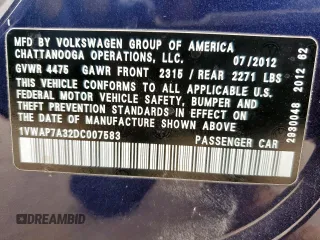 MFD BY VOLKSWAGEN GROUP OF AMERICA
CHATTANOOGA OPERATIONS, LLC. 07/2012
GVWR 4475 GAWR FRONT 2315 / REAR 2271 LBS
THIS VEHICLE CONFORMS TO ALL APPLICABLE U.S.
FEDERAL MOTOR VEHICLE SAFETY, BUMPER AND
THEFT PREVENTION STANDARDS IN EFFECT ON
THE DATE OF MANUFACTURE SHOWN ABOVE
1VWAP7A32DC007583 PASSENGER CAR
2930048 2012 62
© DREAMBID